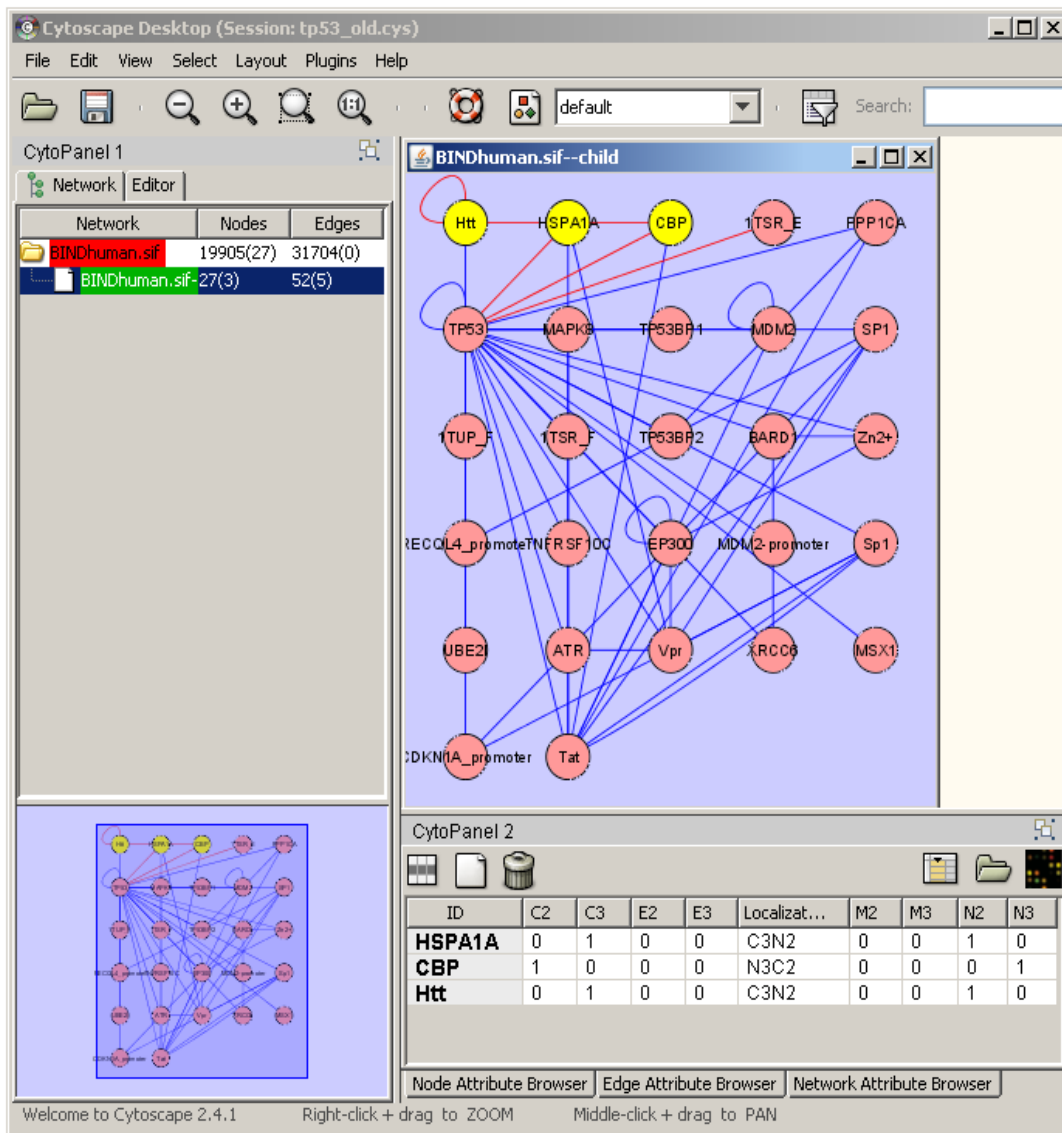 Cytoscape Desktop (Session: tp53_old.cys)
File Edit View Select Layout Plugins Help
default Search:
CytoPanel 1
Network Editor
Network Nodes Edges
BINDhuman.sif 19905(27) 31704(0)
BINDhuman.sif- 27(3) 52(5)
BINDhuman.sif--child
Htt HSPA1A CBP 1TSR_E PPP1CA
TP53 MAPK8 TP53BP1 MDM2 SP1
1TUP_F 1TSR_F TP53BP2 BARD1 Zn2+
RECQL4_promote TNFRSF10C EP300 MDM2-promoter Sp1
UBE2I ATR Vpr XRCC6 MSX1
CDKN1A_promoter Tat
CytoPanel 2
ID C2 C3 E2 E3 Localizat... M2 M3 N2 N3
HSPA1A 0 1 0 0 C3N2 0 0 1 0
CBP 1 0 0 0 N3C2 0 0 0 1
Htt 0 1 0 0 C3N2 0 0 1 0
Node Attribute Browser Edge Attribute Browser Network Attribute Browser
Welcome to Cytoscape 2.4.1 Right-click + drag to ZOOM Middle-click + drag to PAN